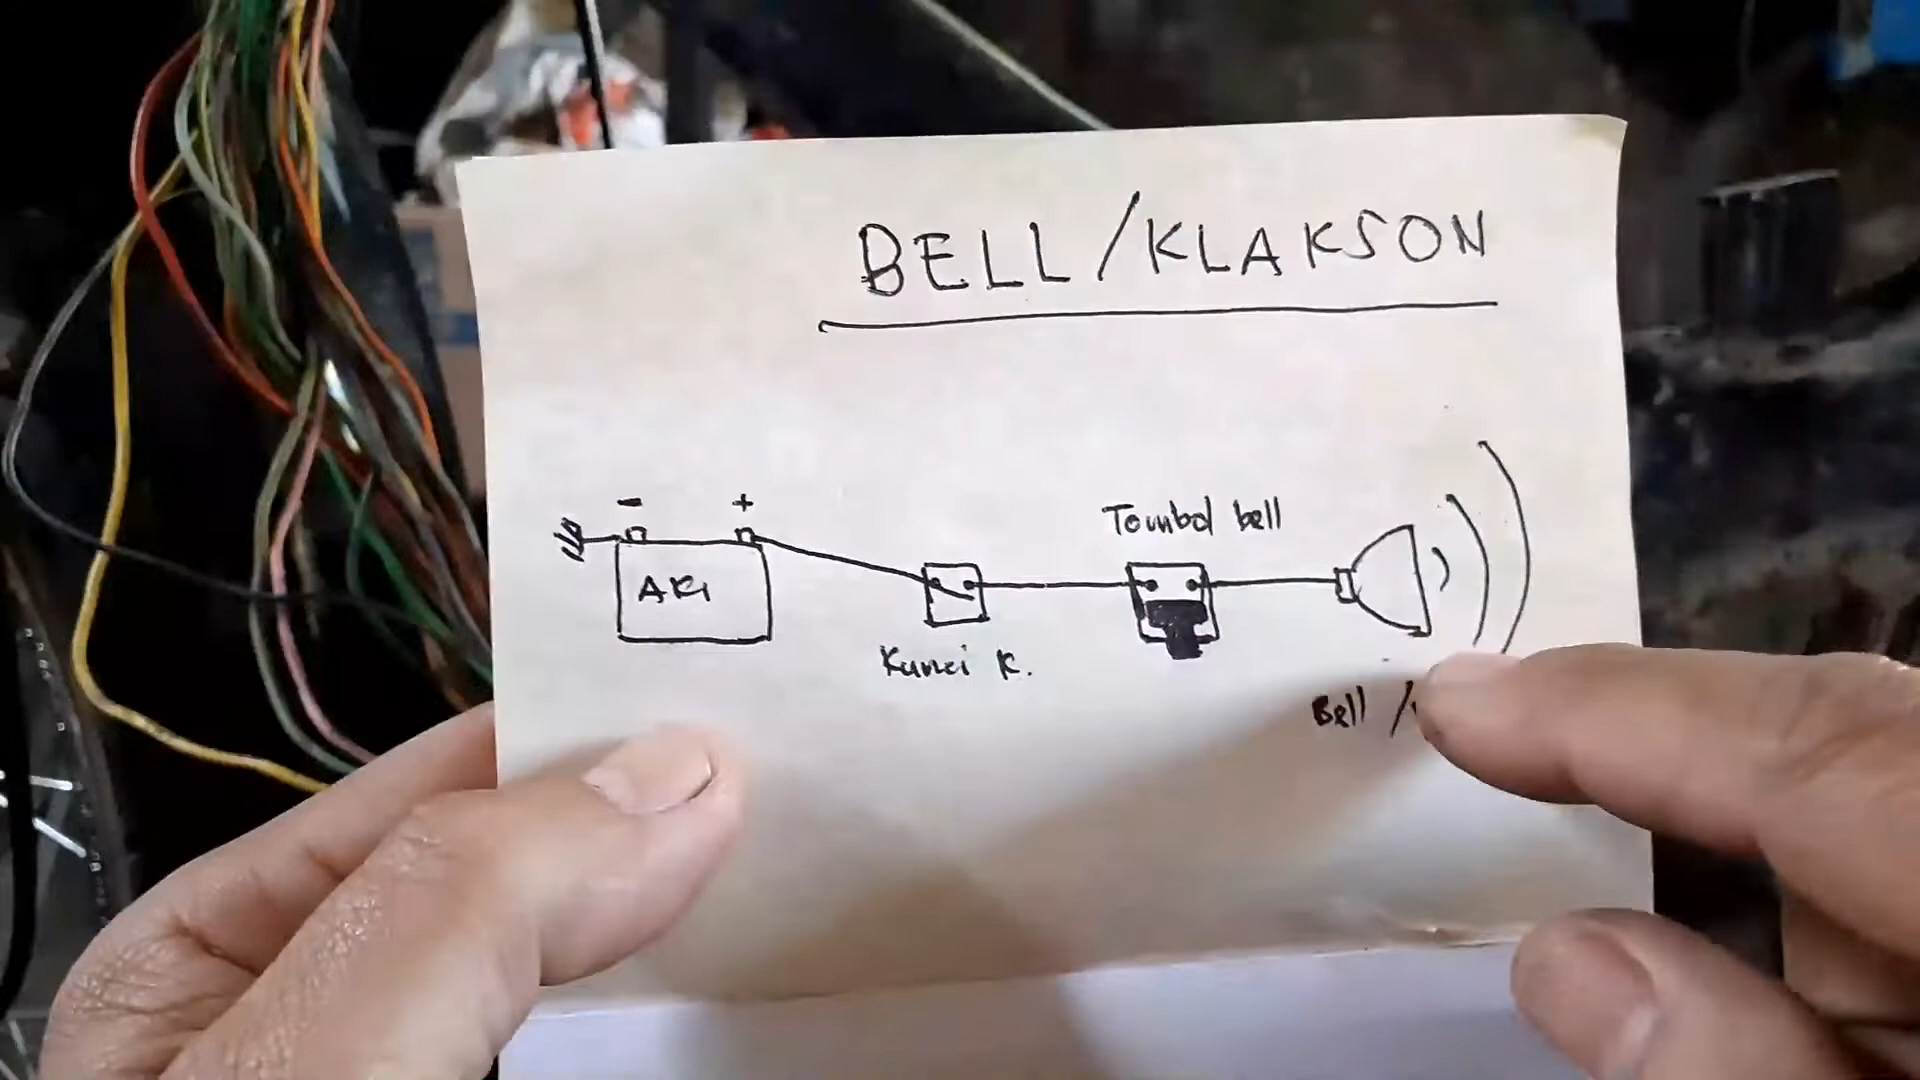 BELL/KLAKSON
- +
AKI
Kunci K.
Tombol bell
Bell /